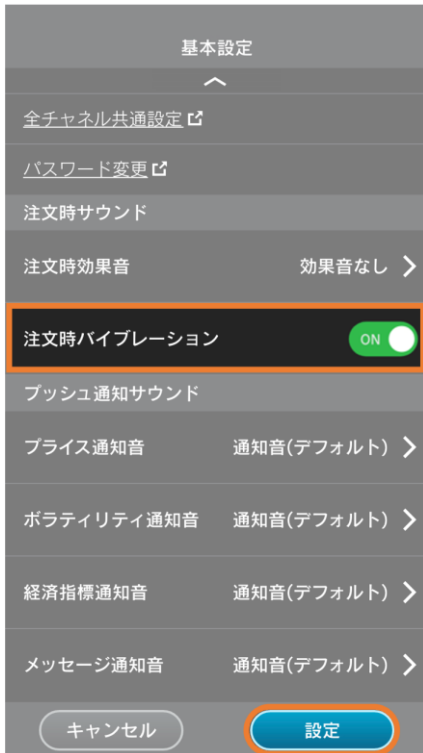 基本設定
全チャネル共通設定
パスワード変更
注文時サウンド
注文時効果音 効果音なし
注文時バイブレーション ON
プッシュ通知サウンド
プライス通知音 通知音(デフォルト)
ボラティリティ通知音 通知音(デフォルト)
経済指標通知音 通知音(デフォルト)
メッセージ通知音 通知音(デフォルト)
キャンセル 設定